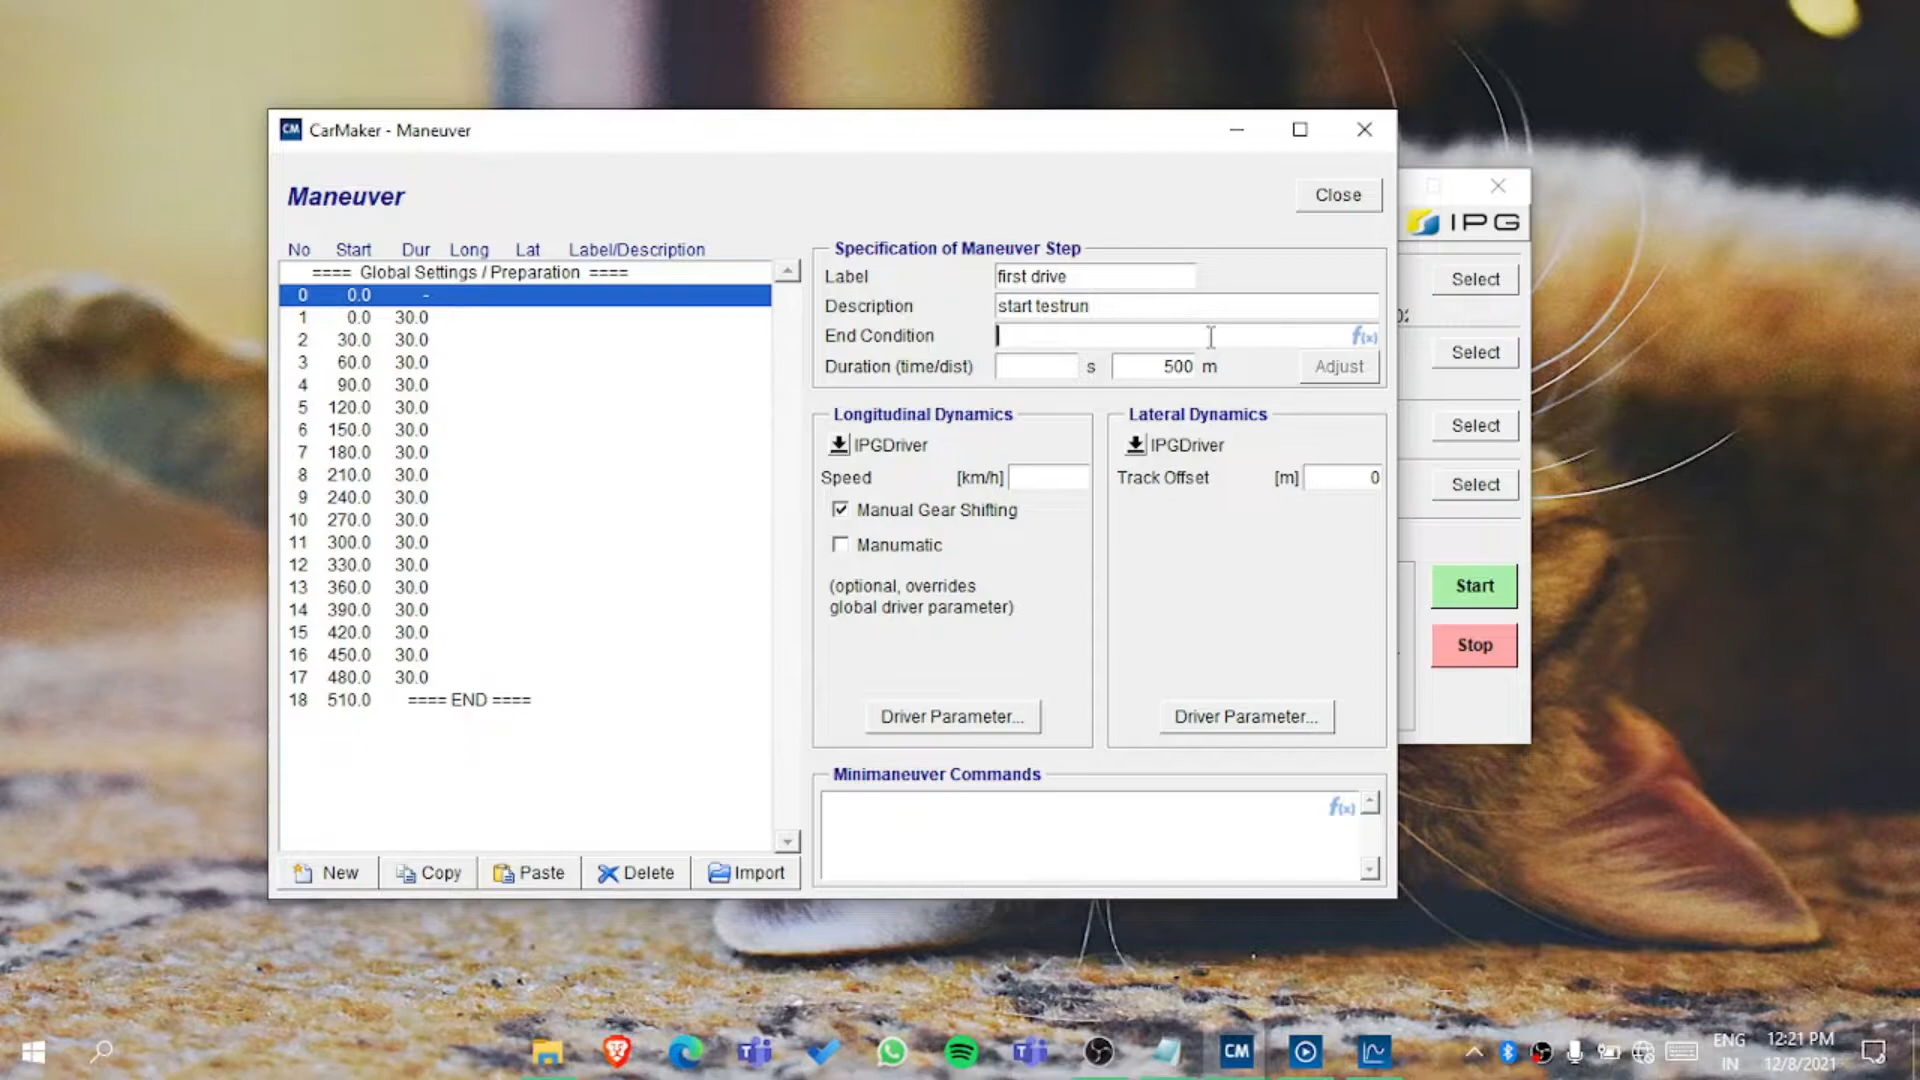 CM CarMaker - Maneuver
Maneuver
Close
IPG
No Start Dur Long Lat Label/Description
==== Global Settings / Preparation ====
0 0.0 -
1 0.0 30.0
2 30.0 30.0
3 60.0 30.0
4 90.0 30.0
5 120.0 30.0
6 150.0 30.0
7 180.0 30.0
8 210.0 30.0
9 240.0 30.0
10 270.0 30.0
11 300.0 30.0
12 330.0 30.0
13 360.0 30.0
14 390.0 30.0
15 420.0 30.0
16 450.0 30.0
17 480.0 30.0
18 510.0 ==== END ====
New Copy Paste Delete Import
Specification of Maneuver Step
Label first drive
Description start testrun
End Condition f(x)
Duration (time/dist) s 500 m Adjust
Longitudinal Dynamics
IPGDriver
Speed [km/h]
Manual Gear Shifting
Manumatic
(optional, overrides
global driver parameter)
Driver Parameter...
Lateral Dynamics
IPGDriver
Track Offset [m] 0
Driver Parameter...
Minimaneuver Commands
f(x)
Select
Select
Select
Select
Start
Stop
CM
ENG
IN
12:21 PM
12/8/2021